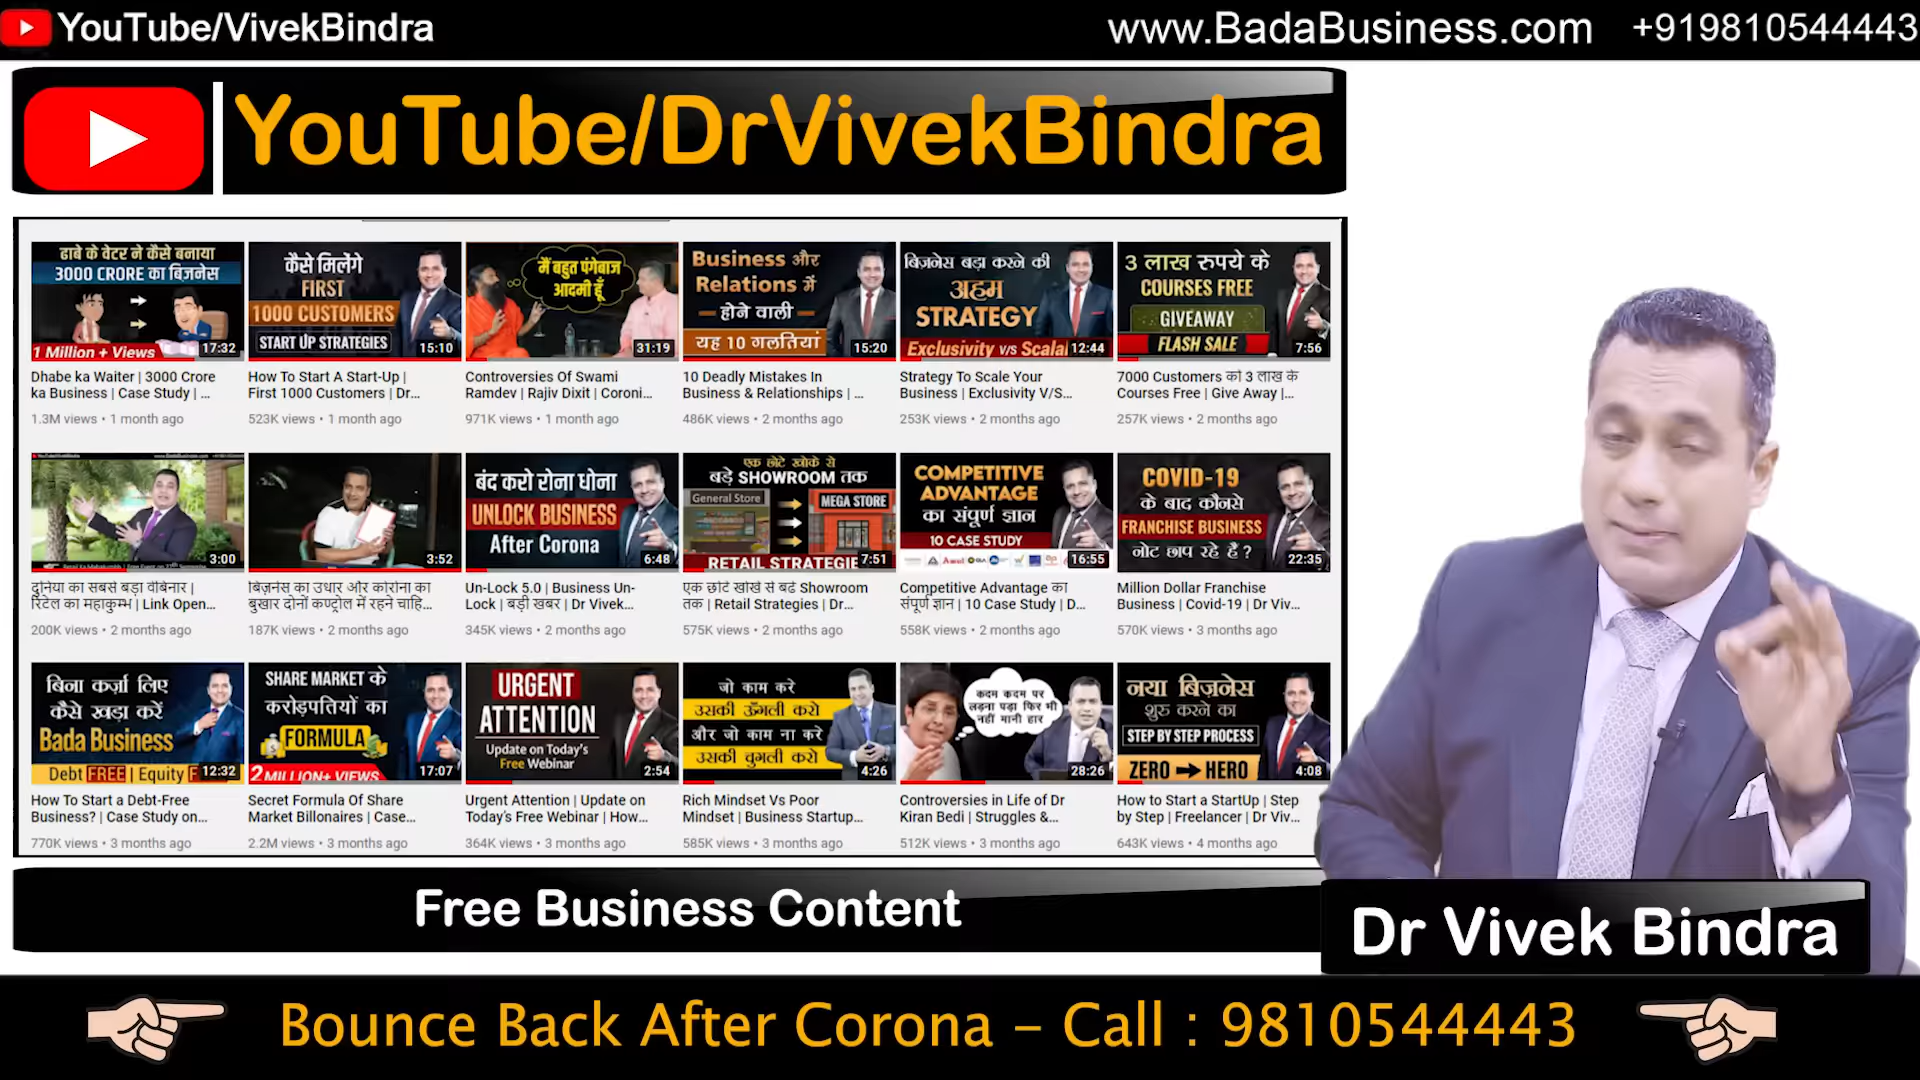 YouTube/VivekBindra
www.BadaBusiness.com
+919810544443
YouTube/DrVivekBindra
ढाबे के वेटर ने कैसे बनाया
3000 CRORE का बिज़नेस
1 Million + Views
17:32
कैसे मिलेंगे
FIRST
1000 CUSTOMERS
START UP STRATEGIES
15:10
मैं बहुत पंगेबाज
आदमी हूँ
31:19
Business और
Relations में
होने वाली
यह 10 गलतियां
15:20
बिज़नेस बड़ा करने की
अहम
STRATEGY
Exclusivity v/s Scalal
12:44
3 लाख रुपये के
COURSES FREE
GIVEAWAY
FLASH SALE
7:56
Dhabe ka Waiter | 3000 Crore
ka Business | Case Study | ...
1.3M views • 1 month ago
How To Start A Start-Up |
First 1000 Customers | Dr...
523K views • 1 month ago
Controversies Of Swami
Ramdev | Rajiv Dixit | Coroni...
971K views • 1 month ago
10 Deadly Mistakes In
Business & Relationships | ...
486K views • 2 months ago
Strategy To Scale Your
Business | Exclusivity V/S...
253K views • 2 months ago
7000 Customers को 3 लाख के
Courses Free | Give Away |...
257K views • 2 months ago
3:00
3:52
बंद करो रोना धोना
UNLOCK BUSINESS
After Corona
6:48
एक छोटे खोके से
बड़े SHOWROOM तक
General Store
MEGA STORE
RETAIL STRATEGIE
7:51
COMPETITIVE
ADVANTAGE
का संपूर्ण ज्ञान
10 CASE STUDY
16:55
COVID-19
के बाद कौनसे
FRANCHISE BUSINESS
नोट छाप रहे हैं ?
22:35
दुनिया का सबसे बड़ा वेबिनार |
रिटेल का महाकुम्भ | Link Open...
200K views • 2 months ago
बिज़नेस का उधार और कोरोना का
बुखार दोनों कण्ट्रोल में रहने चाहि...
187K views • 2 months ago
Un-Lock 5.0 | Business Un-
Lock | बड़ी खबर | Dr Vivek...
345K views • 2 months ago
एक छोटे खोखे से बढे Showroom
तक | Retail Strategies | Dr...
575K views • 2 months ago
Competitive Advantage का
संपूर्ण ज्ञान | 10 Case Study | D...
558K views • 2 months ago
Million Dollar Franchise
Business | Covid-19 | Dr Viv...
570K views • 3 months ago
बिना कर्ज़ा लिए
कैसे खड़ा करें
Bada Business
Debt FREE | Equity F
12:32
SHARE MARKET के
करोड़पतियों का
FORMULA
2 MILLION+ VIEWS
17:07
URGENT
ATTENTION
Update on Today's
Free Webinar
2:54
जो काम करे
उसकी ऊँगली करो
और जो काम ना करे
उसकी चुगली करो
4:26
कदम कदम पर
लड़ना पड़ा फिर भी
नहीं मानी हार
28:26
नया बिज़नेस
शुरु करने का
STEP BY STEP PROCESS
ZERO HERO
4:08
How To Start a Debt-Free
Business? | Case Study on...
770K views • 3 months ago
Secret Formula Of Share
Market Billonaires | Case...
2.2M views • 3 months ago
Urgent Attention | Update on
Today's Free Webinar | How...
364K views • 3 months ago
Rich Mindset Vs Poor
Mindset | Business Startup...
585K views • 3 months ago
Controversies in Life of Dr
Kiran Bedi | Struggles &...
512K views • 3 months ago
How to Start a StartUp | Step
by Step | Freelancer | Dr Viv...
643K views • 4 months ago
Free Business Content
Dr Vivek Bindra
Bounce Back After Corona – Call : 9810544443